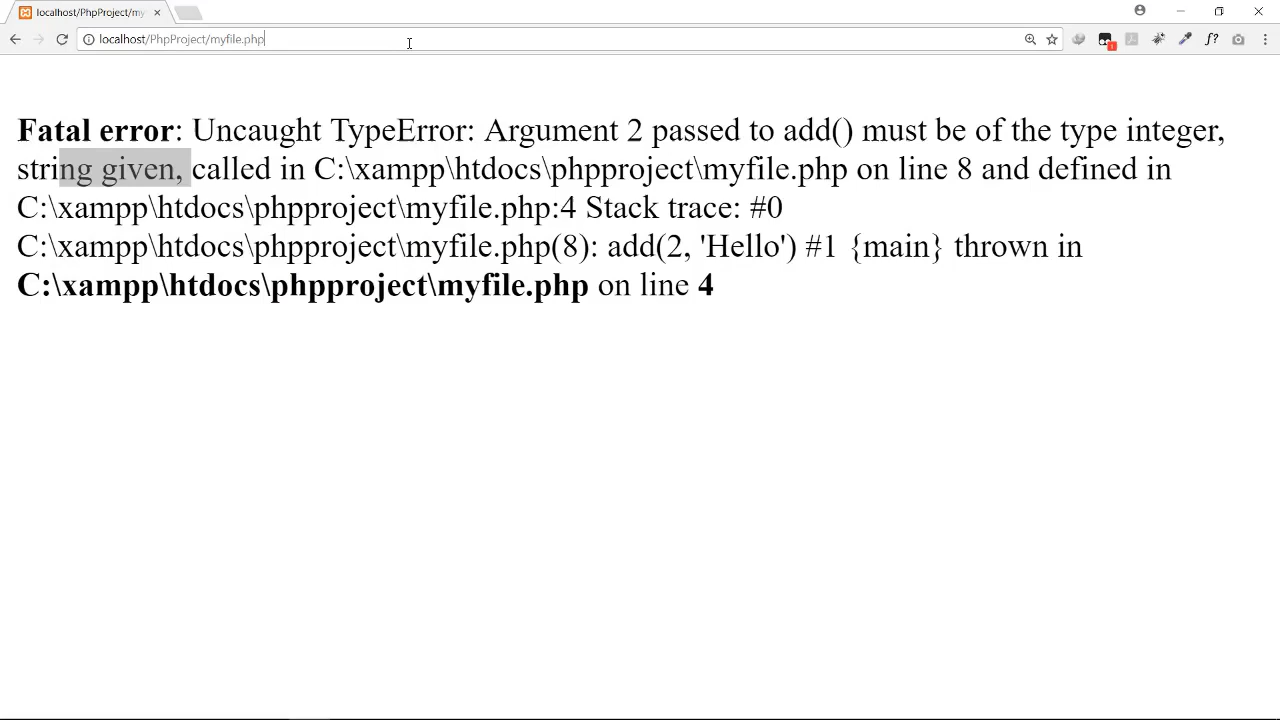 localhost/PhpProject/my
localhost/PhpProject/myfile.php
1
f?
Fatal error: Uncaught TypeError: Argument 2 passed to add() must be of the type integer,
string given, called in C:\xampp\htdocs\phpproject\myfile.php on line 8 and defined in
C:\xampp\htdocs\phpproject\myfile.php:4 Stack trace: #0
C:\xampp\htdocs\phpproject\myfile.php(8): add(2, 'Hello') #1 {main} thrown in
C:\xampp\htdocs\phpproject\myfile.php on line 4